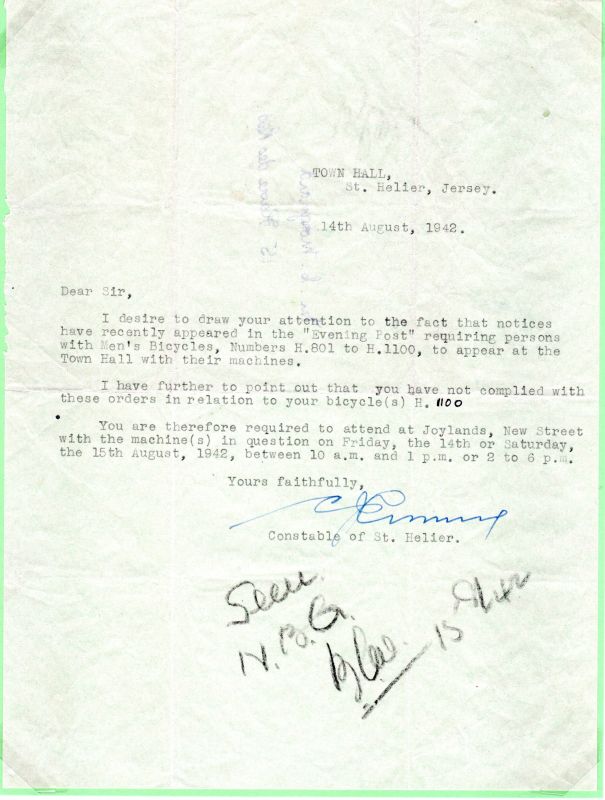 TOWN HALL,
St. Helier, Jersey.
14th August, 1942.
Dear Sir,
I desire to draw your attention to the fact that notices
have recently appeared in the "Evening Post" requiring persons
with Men's Bicycles, Numbers H.801 to H.1100, to appear at the
Town Hall with their machines.
I have further to point out that you have not complied with
these orders in relation to your bicycle(s) H. 1100
You are therefore required to attend at Joylands, New Street
with the machine(s) in question on Friday, the 14th or Saturday,
the 15th August, 1942, between 10 a.m. and 1 p.m. or 2 to 6 p.m.
Yours faithfully,
Constable of St. Helier.
Seen
N.B.G.
15